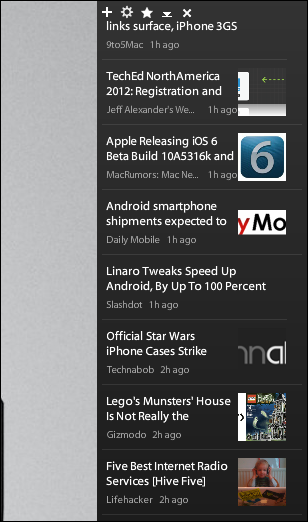 links surface, iPhone 3GS
9to5Mac 1h ago
TechEd NorthAmerica
2012: Registration and
Jeff Alexander's We... 1h ago
Apple Releasing iOS 6
Beta Build 10A5316k and
MacRumors: Mac Ne... 1h ago
6
Android smartphone
shipments expected to
Daily Mobile 1h ago
y Mo
Linaro Tweaks Speed Up
Android, By Up To 100 Percent
Slashdot 1h ago
Official Star Wars
iPhone Cases Strike
Technabob 2h ago
nnal
Lego's Munsters' House
Is Not Really the
Gizmodo 2h ago
Five Best Internet Radio
Services [Hive Five]
Lifehacker 2h ago